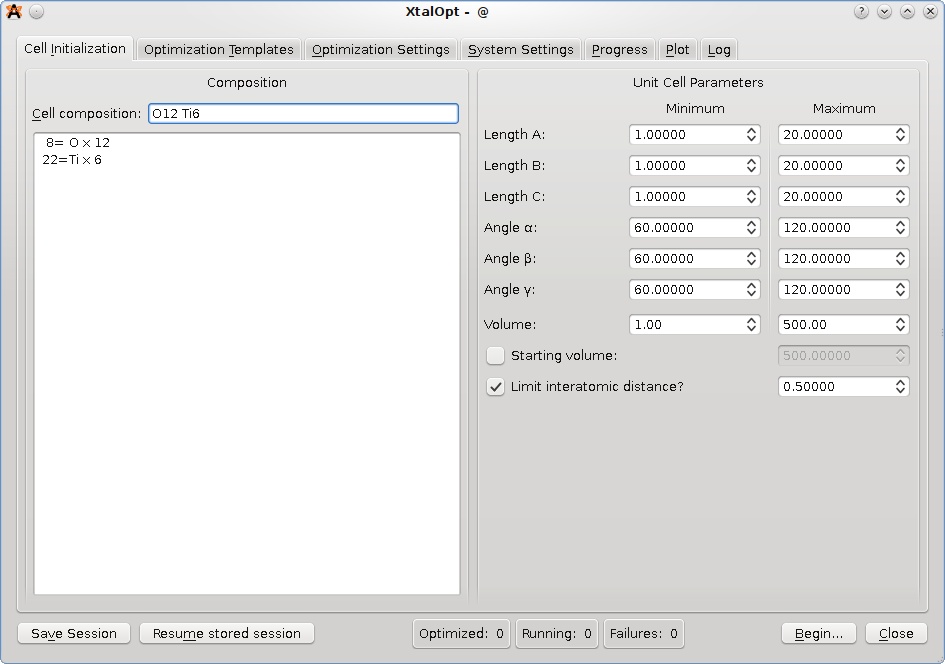 XtalOpt - @
Cell Initialization Optimization Templates Optimization Settings System Settings Progress Plot Log
Composition
Cell composition: O12 Ti6
8= O × 12
22=Ti × 6
Unit Cell Parameters
Minimum Maximum
Length A: 1.00000 20.00000
Length B: 1.00000 20.00000
Length C: 1.00000 20.00000
Angle α: 60.00000 120.00000
Angle β: 60.00000 120.00000
Angle γ: 60.00000 120.00000
Volume: 1.00 500.00
Starting volume: 500.00000
Limit interatomic distance? 0.50000
Save Session Resume stored session Optimized: 0 Running: 0 Failures: 0 Begin... Close